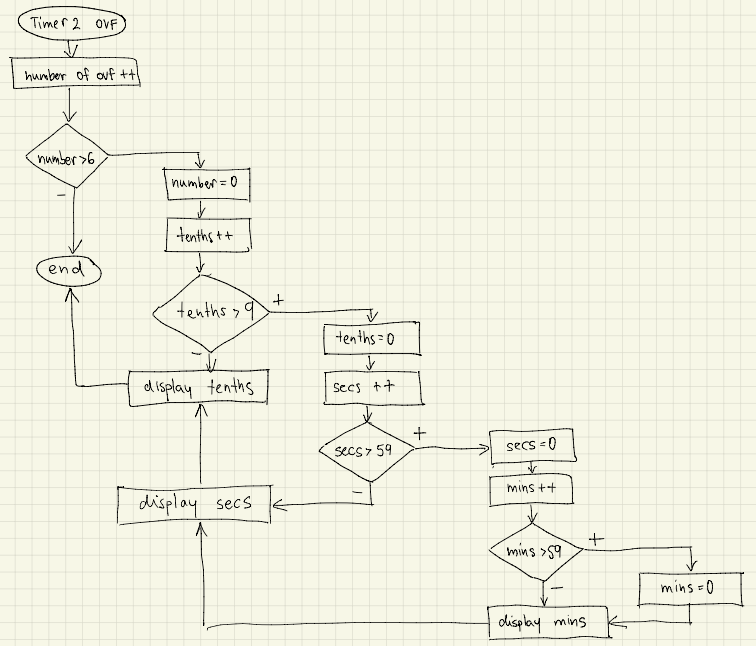 Timer 2 OVF
number of ovf ++
number >6
number = 0
-
tenths ++
end
tenths > 9
+
tenths = 0
-
display tenths
secs ++
secs > 59
+
secs = 0
-
mins ++
display secs
mins > 59
+
-
mins = 0
display mins